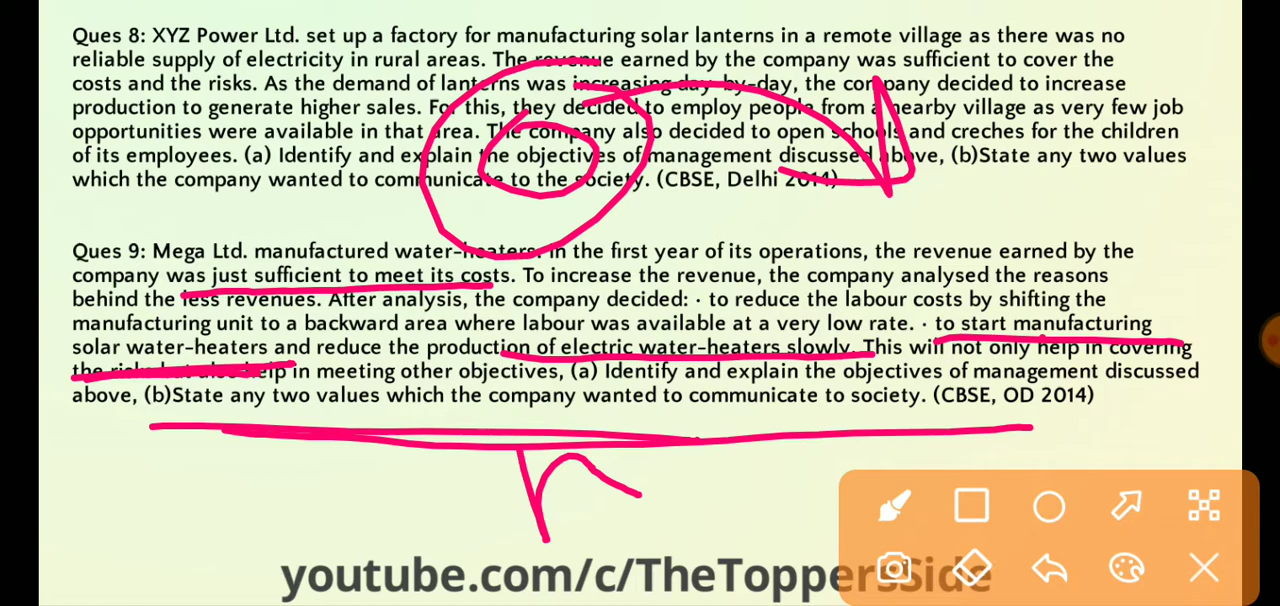 Ques 8: XYZ Power Ltd. set up a factory for manufacturing solar lanterns in a remote village as there was no
reliable supply of electricity in rural areas. The revenue earned by the company was sufficient to cover the
costs and the risks. As the demand of lanterns was increasing day-by-day, the company decided to increase
production to generate higher sales. For this, they decided to employ people from a nearby village as very few job
opportunities were available in that area. The company also decided to open schools and creches for the children
of its employees. (a) Identify and explain the objectives of management discussed above, (b)State any two values
which the company wanted to communicate to the society. (CBSE, Delhi 2014)
Ques 9: Mega Ltd. manufactured water-heaters. In the first year of its operations, the revenue earned by the
company was just sufficient to meet its costs. To increase the revenue, the company analysed the reasons
behind the less revenues. After analysis, the company decided: · to reduce the labour costs by shifting the
manufacturing unit to a backward area where labour was available at a very low rate. · to start manufacturing
solar water-heaters and reduce the production of electric water-heaters slowly. This will not only help in covering
the risks but also help in meeting other objectives, (a) Identify and explain the objectives of management discussed
above, (b)State any two values which the company wanted to communicate to society. (CBSE, OD 2014)
youtube.com/c/TheToppersSide